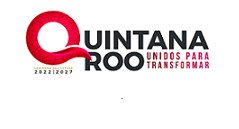 QUINTANA
ROO UNIDOS PARA
TRANSFORMAR
2022|2027